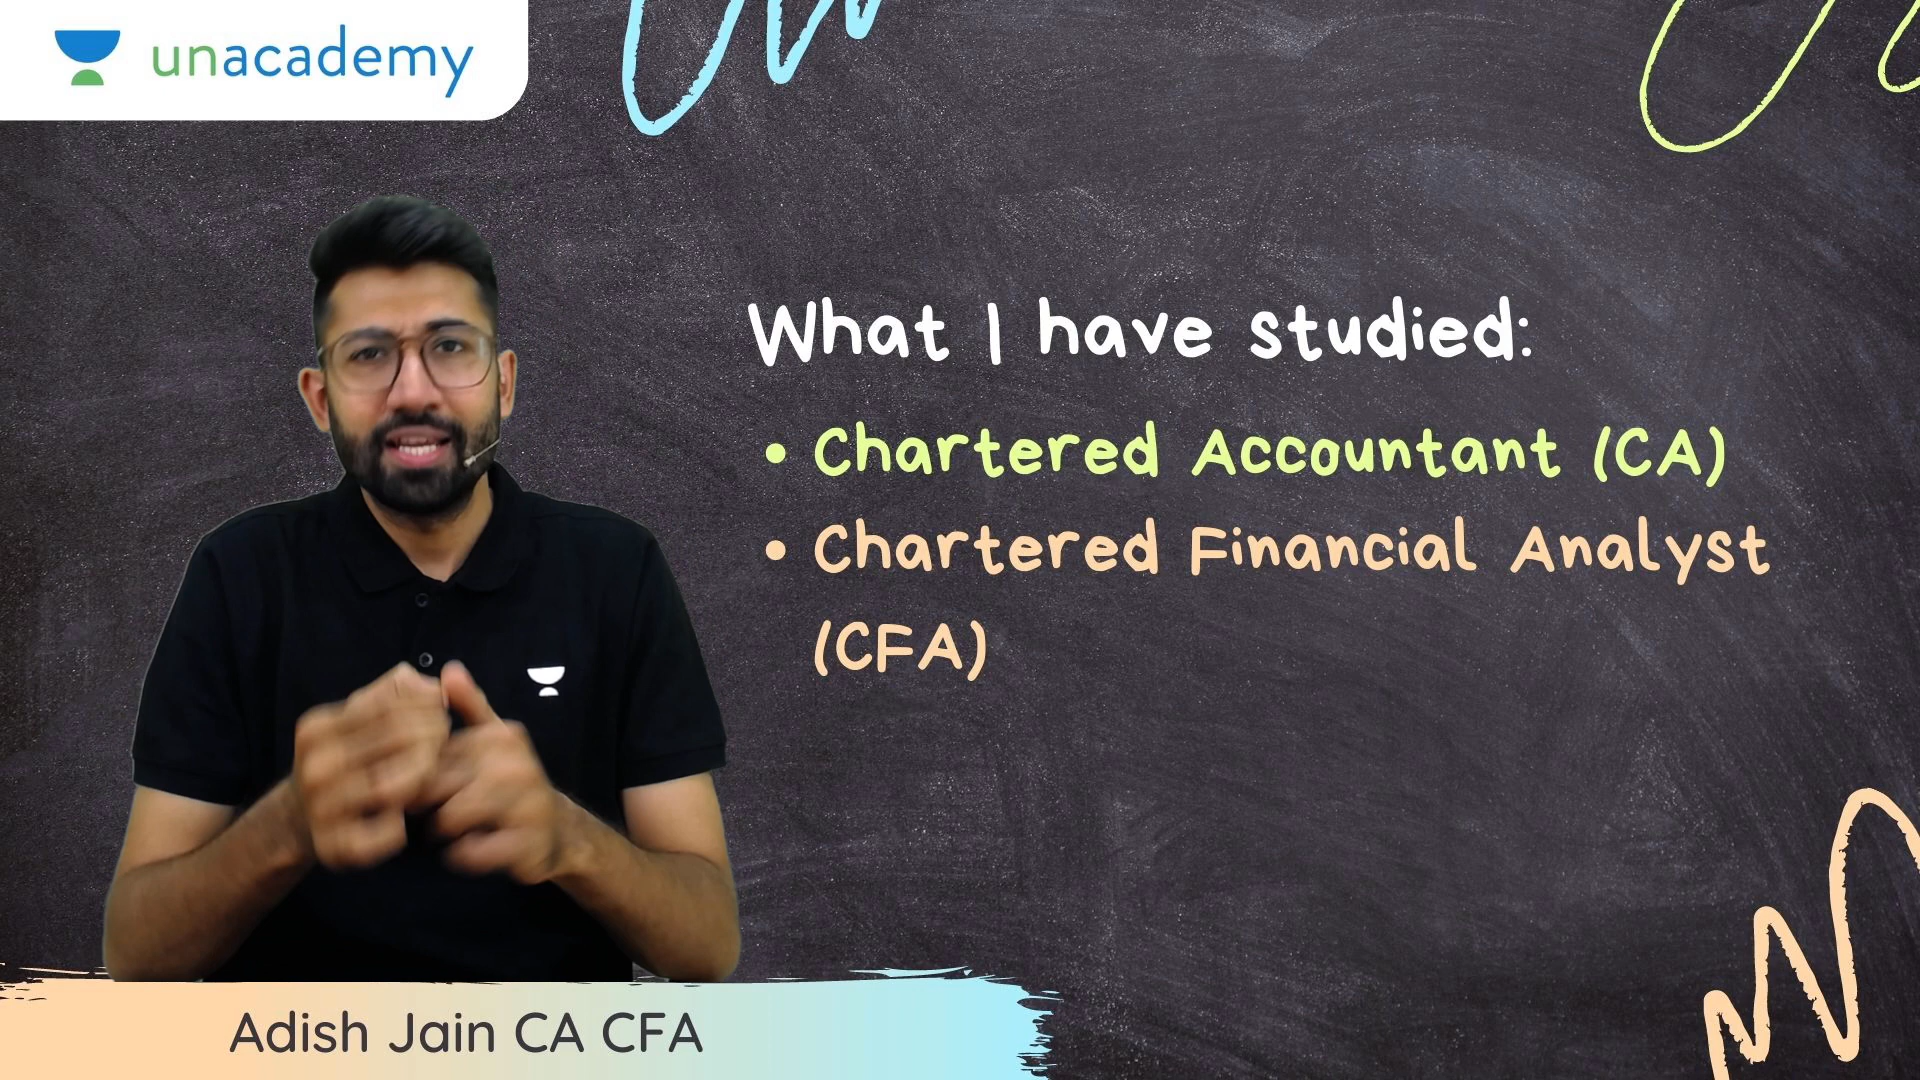 unacademy
What I have studied:
• Chartered Accountant (CA)
• Chartered Financial Analyst
(CFA)
Adish Jain CA CFA